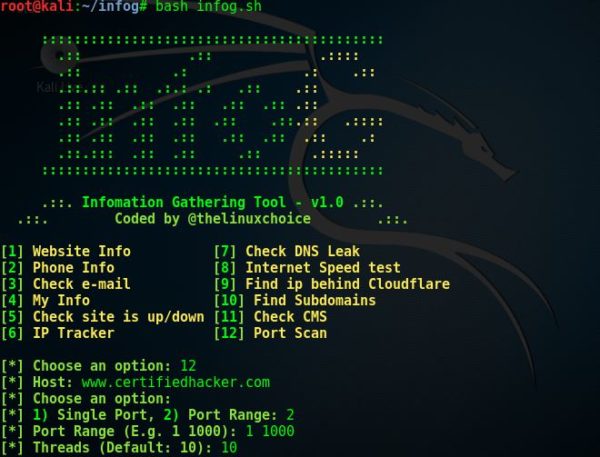 root@kali:~/infog# bash infog.sh
.::. Infomation Gathering Tool - v1.0 .::.
.::. Coded by @thelinuxchoice .::.
[1] Website Info [7] Check DNS Leak
[2] Phone Info [8] Internet Speed test
[3] Check e-mail [9] Find ip behind Cloudflare
[4] My Info [10] Find Subdomains
[5] Check site is up/down [11] Check CMS
[6] IP Tracker [12] Port Scan
[*] Choose an option: 12
[*] Host: www.certifiedhacker.com
[*] Choose an option:
[*] 1) Single Port, 2) Port Range: 2
[*] Port Range (E.g. 1 1000): 1 1000
[*] Threads (Default: 10): 10